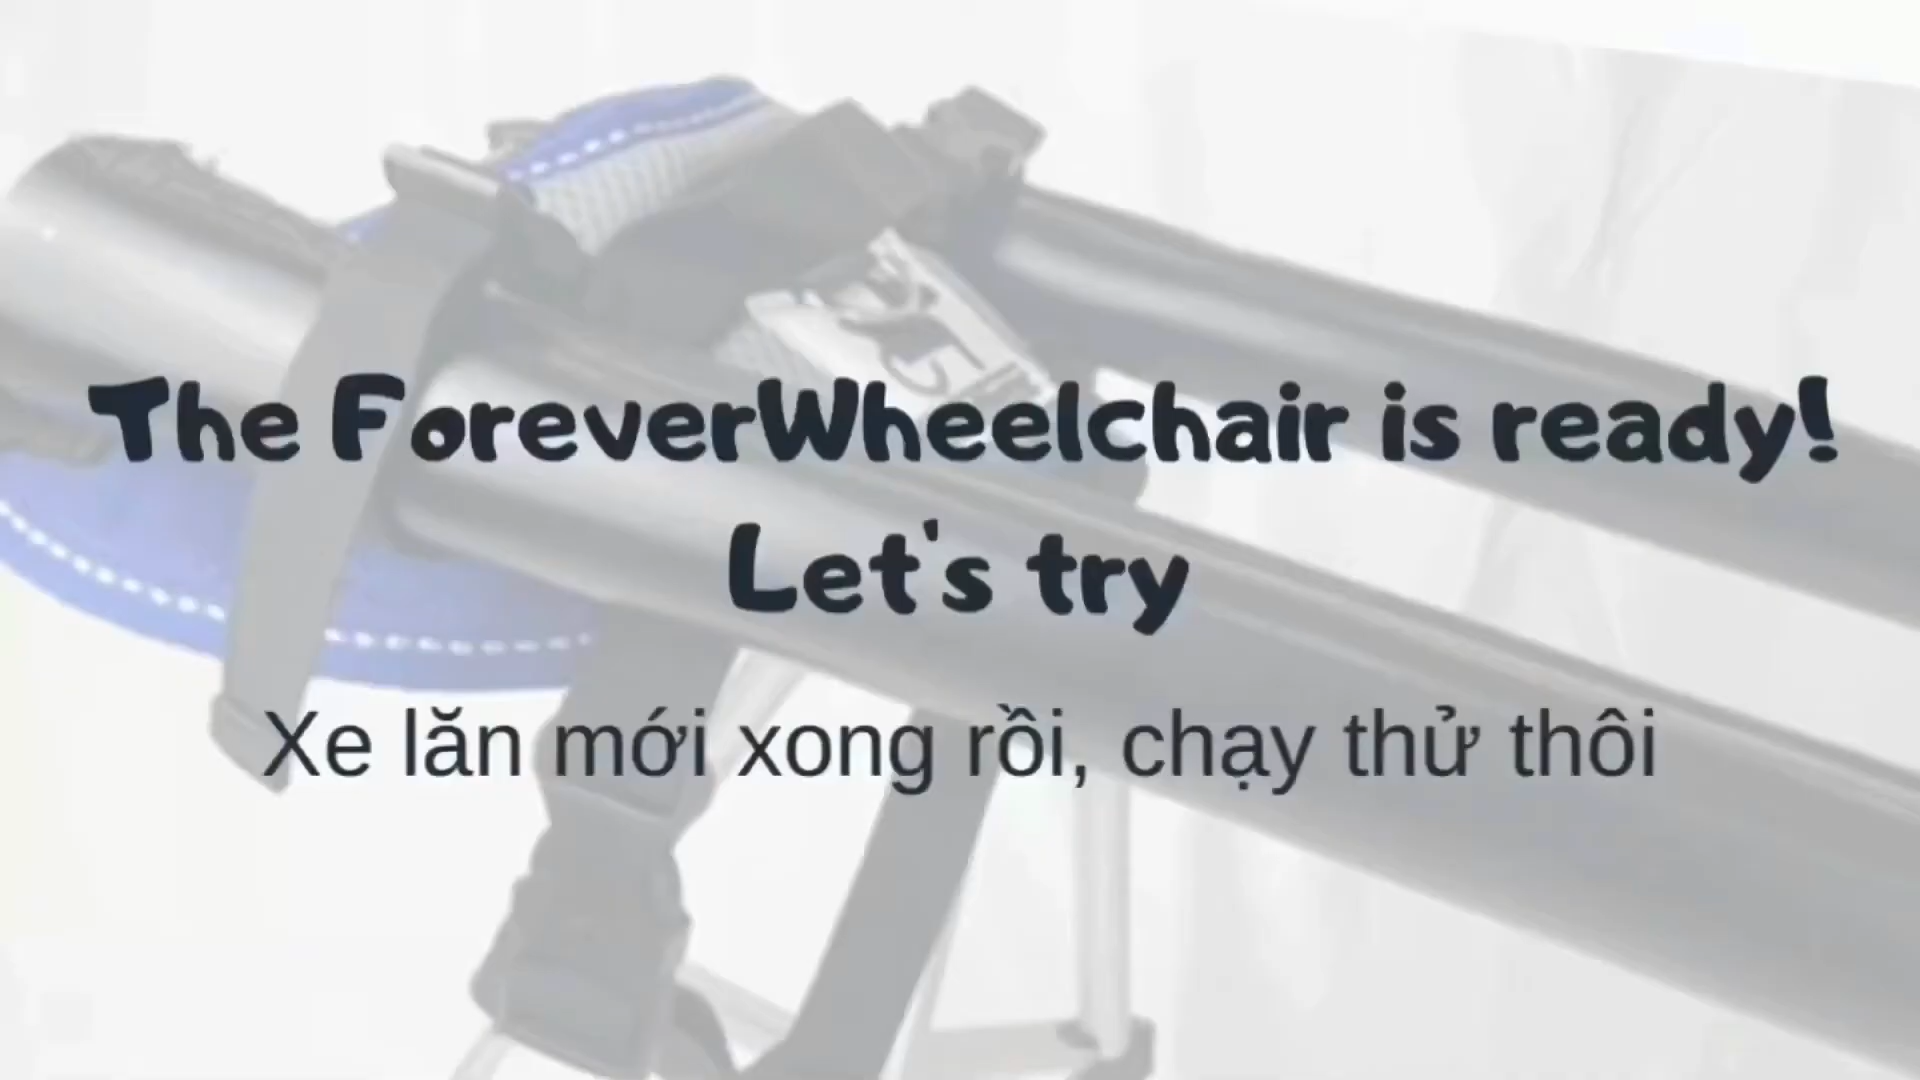 The ForeverWheelchair is ready!
Let's try
Xe lăn mới xong rồi, chạy thử thôi